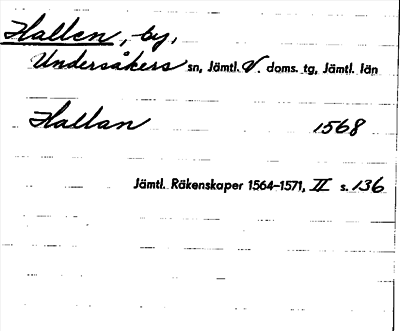 Hallen, by,
Undersåkers sn, Jämtl. V. doms. tg, Jämtl. län
Hallan 1568
Jämtl. Räkenskaper 1564–1571, II s. 136